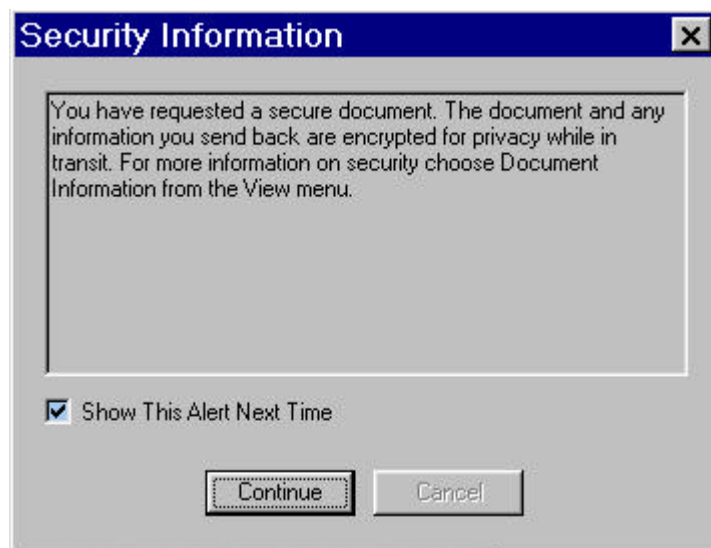 Security Information
You have requested a secure document. The document and any
information you send back are encrypted for privacy while in
transit. For more information on security choose Document
Information from the View menu.
Show This Alert Next Time
Continue Cancel